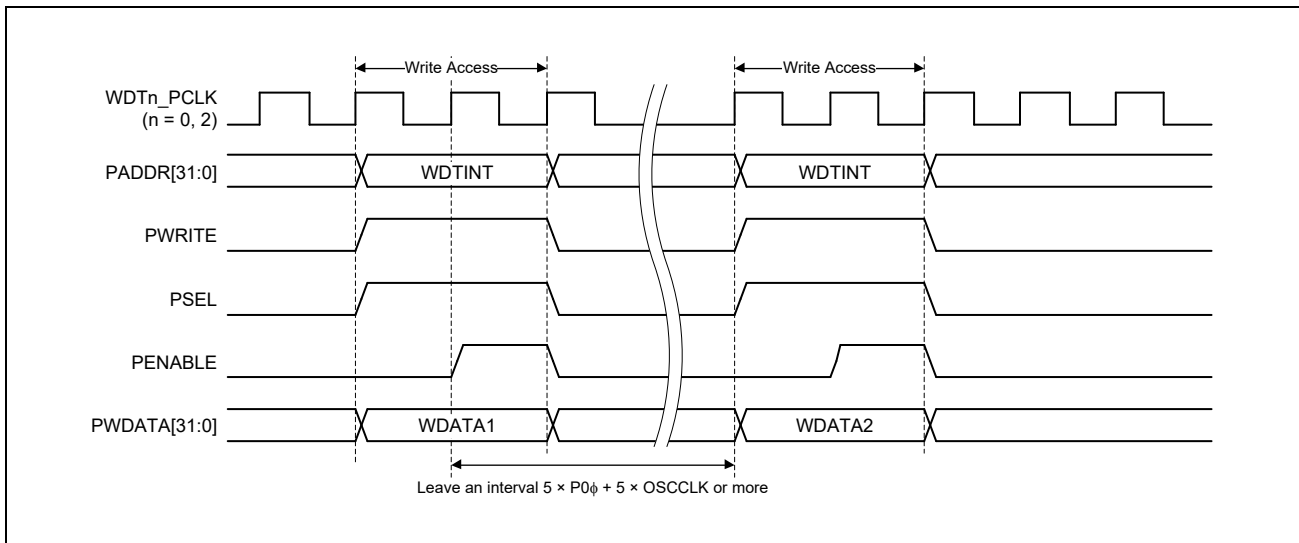 Write Access
Write Access
WDTn_PCLK
(n = 0, 2)
PADDR[31:0]
WDTINT
WDTINT
PWRITE
PSEL
PENABLE
PWDATA[31:0]
WDATA1
WDATA2
Leave an interval 5 × P0ϕ + 5 × OSCCLK or more